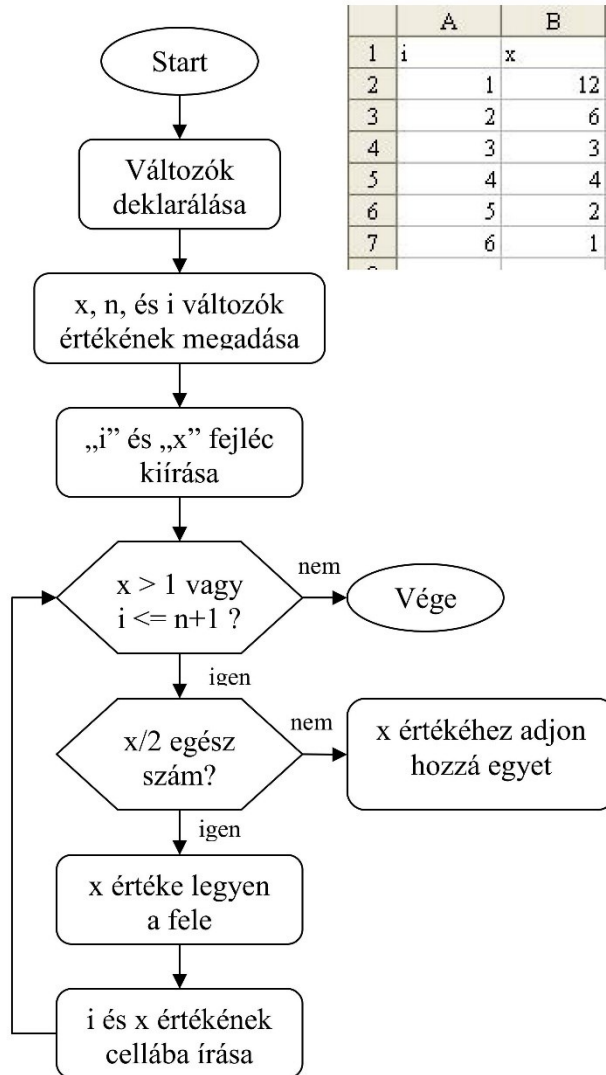 Start
Változók
deklarálása
x, n, és i változók
értékének megadása
„i” és „x” fejléc
kiírása
x > 1 vagy
i <= n+1 ?
nem
Vége
igen
x/2 egész
szám?
nem
x értékéhez adjon
hozzá egyet
igen
x értéke legyen
a fele
i és x értékének
cellába írása
A B
1 i x
2 1 12
3 2 6
4 3 3
5 4 4
6 5 2
7 6 1